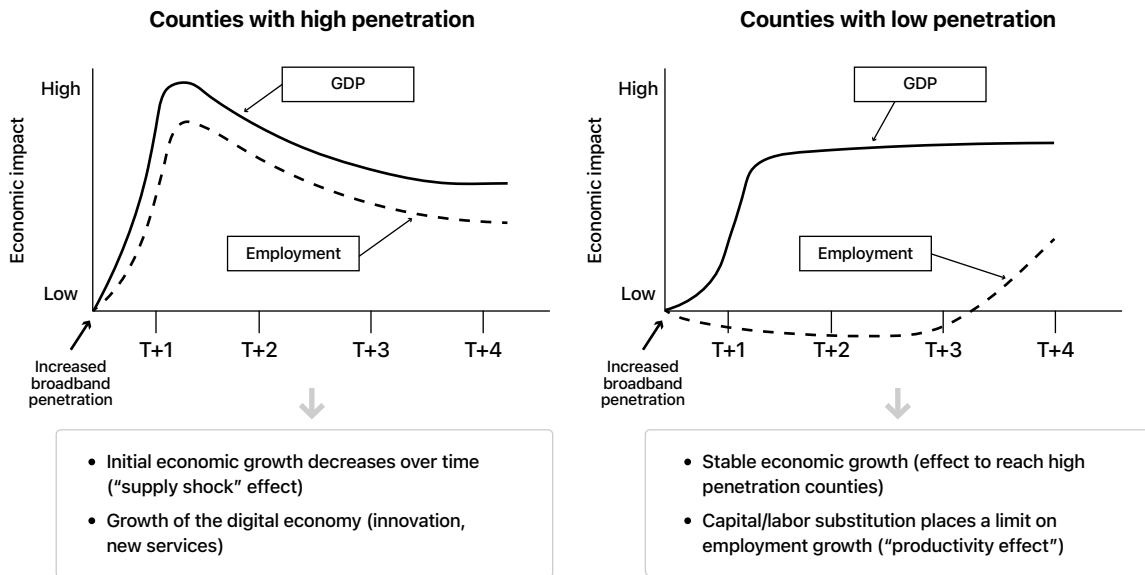 Counties with high penetration
Economic impact
High
Low
GDP
Employment
T+1
T+2
T+3
T+4
Increased
broadband
penetration
• Initial economic growth decreases over time
(“supply shock” effect)
• Growth of the digital economy (innovation,
new services)
Counties with low penetration
Economic impact
High
Low
GDP
Employment
T+1
T+2
T+3
T+4
Increased
broadband
penetration
• Stable economic growth (effect to reach high
penetration counties)
• Capital/labor substitution places a limit on
employment growth (“productivity effect”)